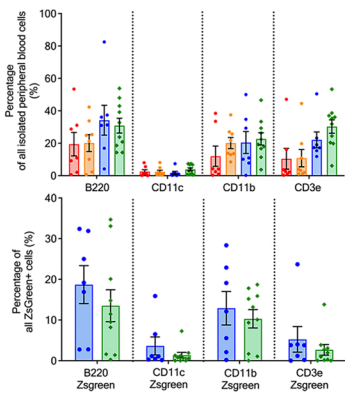 Percentage
of all isolated peripheral blood cells
(%)
100
80
60
40
20
0
B220
CD11c
CD11b
CD3e
Percentage of
all ZsGreen+ cells (%)
40
30
20
10
0
B220
Zsgreen
CD11c
Zsgreen
CD11b
Zsgreen
CD3e
Zsgreen